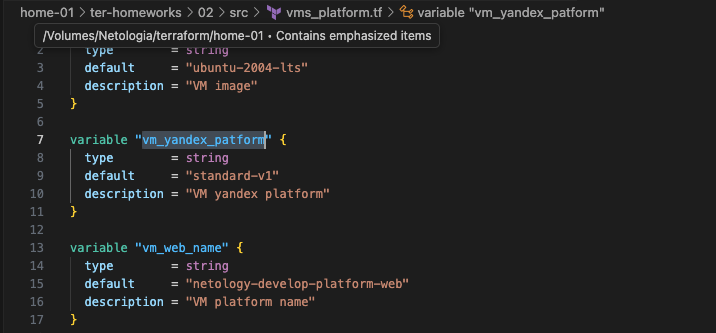 home-01 > ter-homeworks > 02 > src > vms_platform.tf > variable "vm_yandex_patform"
/Volumes/Netologia/terraform/home-01 • Contains emphasized items
2 type = string
3 default = "ubuntu-2004-lts"
4 description = "VM image"
5 }
6
7 variable "vm_yandex_patform" {
8 type = string
9 default = "standard-v1"
10 description = "VM yandex platform"
11 }
12
13 variable "vm_web_name" {
14 type = string
15 default = "netology-develop-platform-web"
16 description = "VM platform name"
17 }